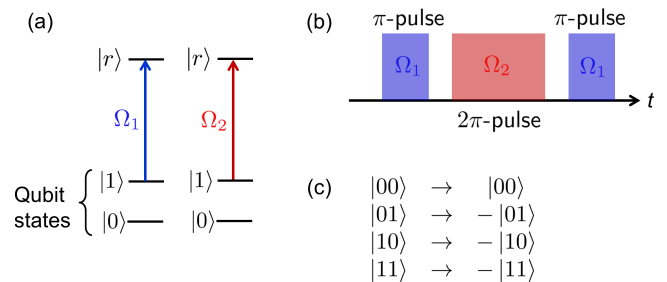 (a)
|r⟩ |r⟩
Ω₁ Ω₂
Qubit states
|1⟩ |1⟩
|0⟩ |0⟩
(b)
π-pulse π-pulse
Ω₁ Ω₂ Ω₁
t
2π-pulse
(c)
|00⟩ → |00⟩
|01⟩ → −|01⟩
|10⟩ → −|10⟩
|11⟩ → −|11⟩